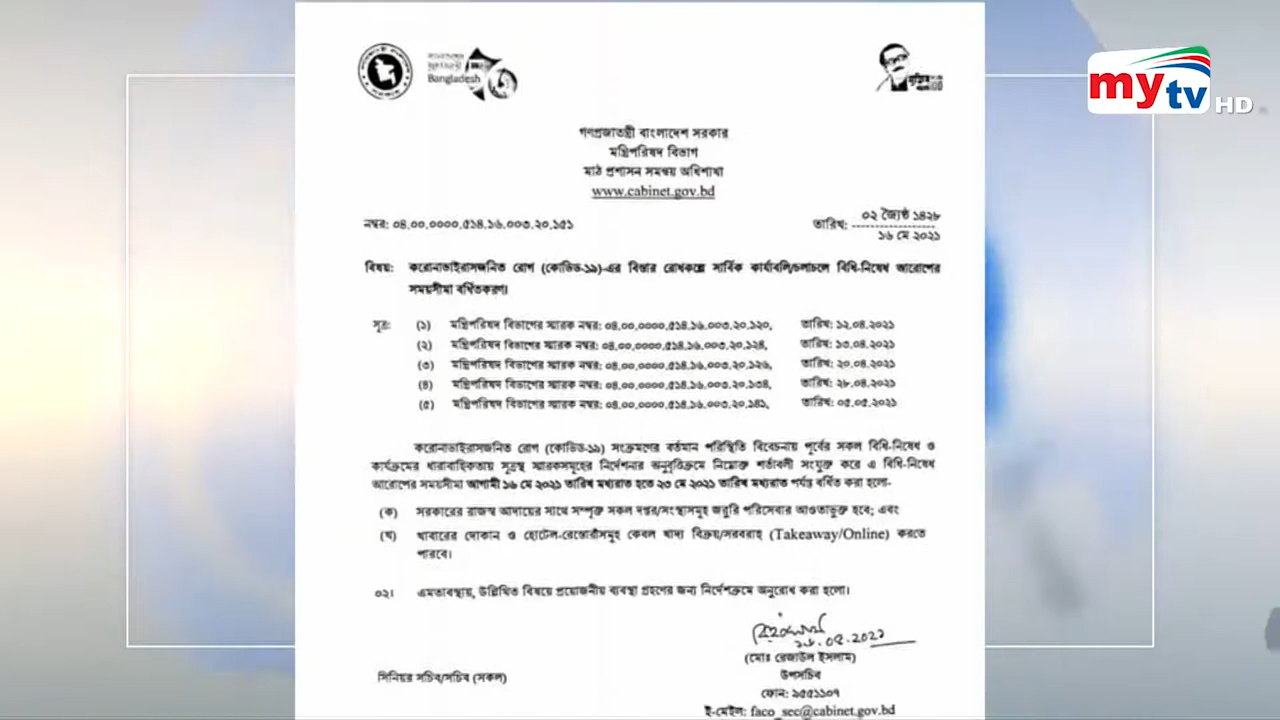 my tv HD
Bangladesh
গণপ্রজাতন্ত্রী বাংলাদেশ সরকার
মন্ত্রিপরিষদ বিভাগ
মাঠ প্রশাসন সমন্বয় অধিশাখা
www.cabinet.gov.bd
নম্বর: ০৪.০০.০০০০.৫১৪.১৬.০০৩.২০.১৫১
তারিখ: ০২ জ্যৈষ্ঠ ১৪২৮
১৬ মে ২০২১
বিষয়: করোনাভাইরাসজনিত রোগ (কোভিড-১৯)-এর বিস্তার রোধকল্পে সার্বিক কার্যাবলি/চলাচলে বিধি-নিষেধ আরোপের
সময়সীমা বর্ধিতকরণ।
সূত্র: (১) মন্ত্রিপরিষদ বিভাগের স্মারক নম্বর: ০৪.০০.০০০০.৫১৪.১৬.০০৩.২০.১২০, তারিখ: ১২.০৪.২০২১
(২) মন্ত্রিপরিষদ বিভাগের স্মারক নম্বর: ০৪.০০.০০০০.৫১৪.১৬.০০৩.২০.১২৪, তারিখ: ১৩.০৪.২০২১
(৩) মন্ত্রিপরিষদ বিভাগের স্মারক নম্বর: ০৪.০০.০০০০.৫১৪.১৬.০০৩.২০.১২৬, তারিখ: ২০.০৪.২০২১
(৪) মন্ত্রিপরিষদ বিভাগের স্মারক নম্বর: ০৪.০০.০০০০.৫১৪.১৬.০০৩.২০.১৩৪, তারিখ: ২৮.০৪.২০২১
(৫) মন্ত্রিপরিষদ বিভাগের স্মারক নম্বর: ০৪.০০.০০০০.৫১৪.১৬.০০৩.২০.১৪১, তারিখ: ০৫.০৫.২০২১
করোনাভাইরাসজনিত রোগ (কোভিড-১৯) সংক্রমণের বর্তমান পরিস্থিতি বিবেচনায় পূর্বের সকল বিধি-নিষেধ ও
কার্যক্রমের ধারাবাহিকতায় সূত্রস্থ স্মারকসমূহের নির্দেশনার অনুবৃত্তিক্রমে নিম্নোক্ত শর্তাবলী সংযুক্ত করে এ বিধি-নিষেধ
আরোপের সময়সীমা আগামী ১৬ মে ২০২১ তারিখ মধ্যরাত হতে ২৩ মে ২০২১ তারিখ মধ্যরাত পর্যন্ত বর্ধিত করা হলো-
(ক) সরকারের রাজস্ব আদায়ের সাথে সম্পৃক্ত সকল দপ্তর/সংস্থাসমূহ জরুরি পরিসেবার আওতাভুক্ত হবে; এবং
(খ) খাবারের দোকান ও হোটেল-রেস্তোরাঁসমূহ কেবল খাদ্য বিক্রয়/সরবরাহ (Takeaway/Online) করতে
পারবে।
০২। এমতাবস্থায়, উল্লিখিত বিষয়ে প্রয়োজনীয় ব্যবস্থা গ্রহণের জন্য নির্দেশক্রমে অনুরোধ করা হলো।
১৬.০৫.২০২১
(মোঃ রেজাউল ইসলাম)
উপসচিব
ফোন: ৯৫৫১১০৭
ই-মেইল: faco_sec@cabinet.gov.bd
সিনিয়র সচিব/সচিব (সকল)